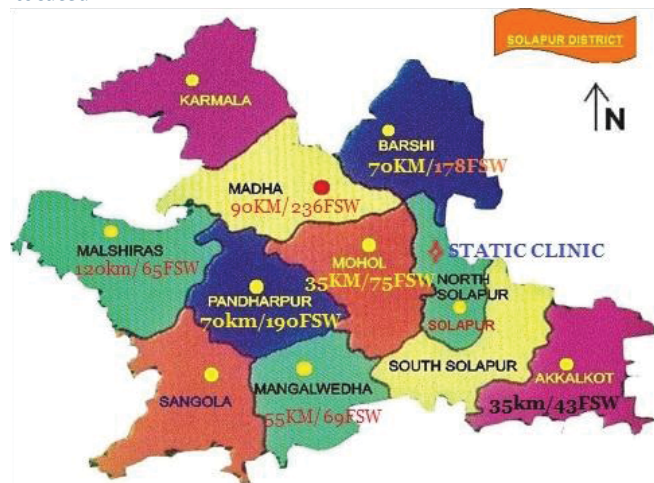 SOLAPUR DISTRICT
N
KARMALA
BARSHI
70KM/178FSW
MADHA
90KM/236FSW
MALSHIRAS
120km/65FSW
MOHOL
35KM/75FSW
STATIC CLINIC
PANDHARPUR
70km/190FSW
NORTH
SOLAPUR
SOLAPUR
SOUTH SOLAPUR
SANGOLA
MANGALWEDHA
55KM/69FSW
AKKALKOT
35km/43FSW